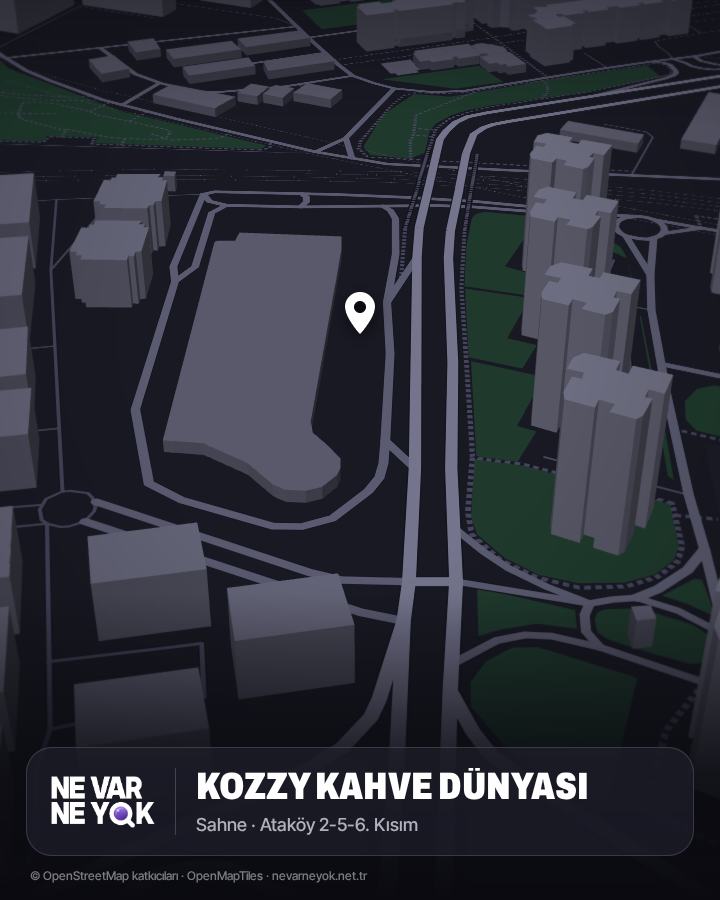 NE VAR
NE YOK
KOZZY KAHVE DÜNYASI
Sahne · Ataköy 2-5-6. Kısım
© OpenStreetMap katkıcıları · OpenMapTiles · nevarneyok.net.tr